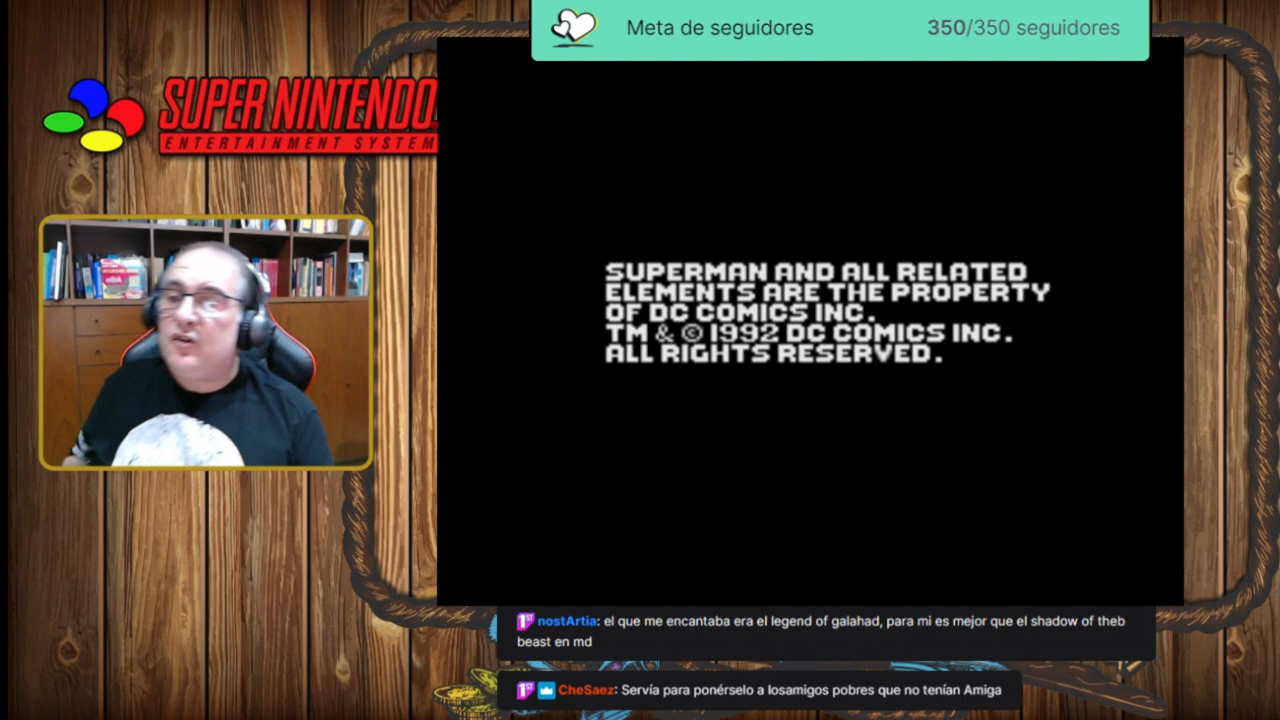 Meta de seguidores
350/350 seguidores
SUPER NINTENDO
ENTERTAINMENT SYSTEM
SUPERMAN AND ALL RELATED
ELEMENTS ARE THE PROPERTY
OF DC COMICS INC.
TM & © 1992 DC COMICS INC.
ALL RIGHTS RESERVED.
1ST nostArtia: el que me encantaba era el legend of galahad, para mi es mejor que el shadow of theb
beast en md
1ST CheSaez: Servía para ponérselo a losamigos pobres que no tenían Amiga